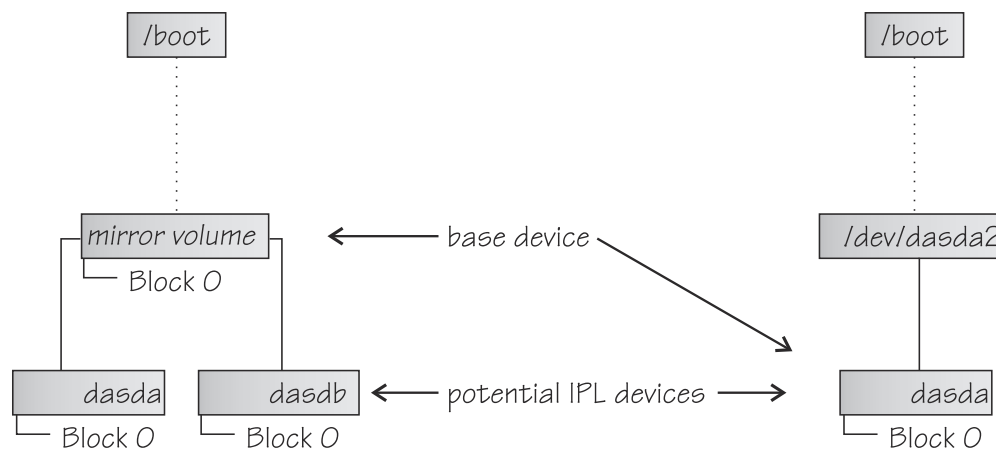 /boot
/boot
mirror volume
base device
/dev/dasda2
Block 0
dasda
dasdb
potential IPL devices
dasda
Block 0
Block 0
Block 0